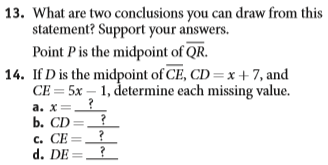 13. What are two conclusions you can draw from this
statement? Support your answers.
Point P is the midpoint of QR.
14. If D is the midpoint of CE, CD = x + 7, and
CE = 5x − 1, determine each missing value.
a. x = ?
b. CD = ?
c. CE = ?
d. DE = ?